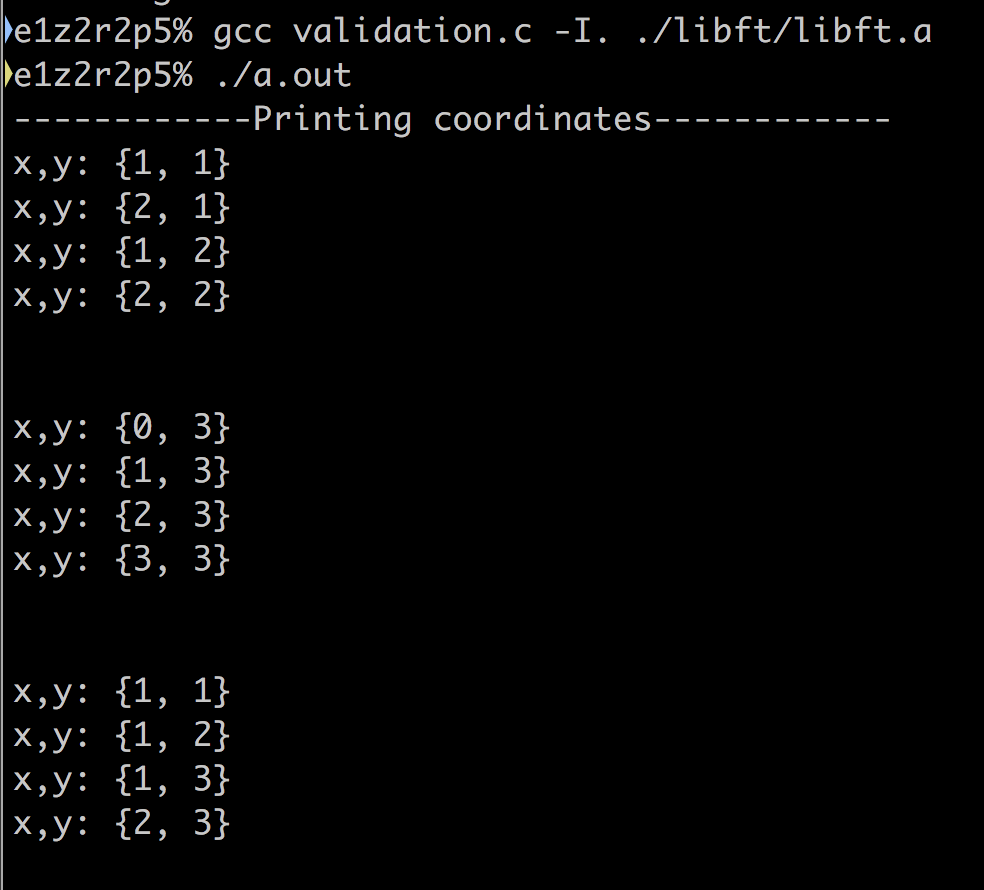 e1z2r2p5% gcc validation.c -I. ./libft/libft.a
e1z2r2p5% ./a.out
------------Printing coordinates------------
x,y: {1, 1}
x,y: {2, 1}
x,y: {1, 2}
x,y: {2, 2}
x,y: {0, 3}
x,y: {1, 3}
x,y: {2, 3}
x,y: {3, 3}
x,y: {1, 1}
x,y: {1, 2}
x,y: {1, 3}
x,y: {2, 3}